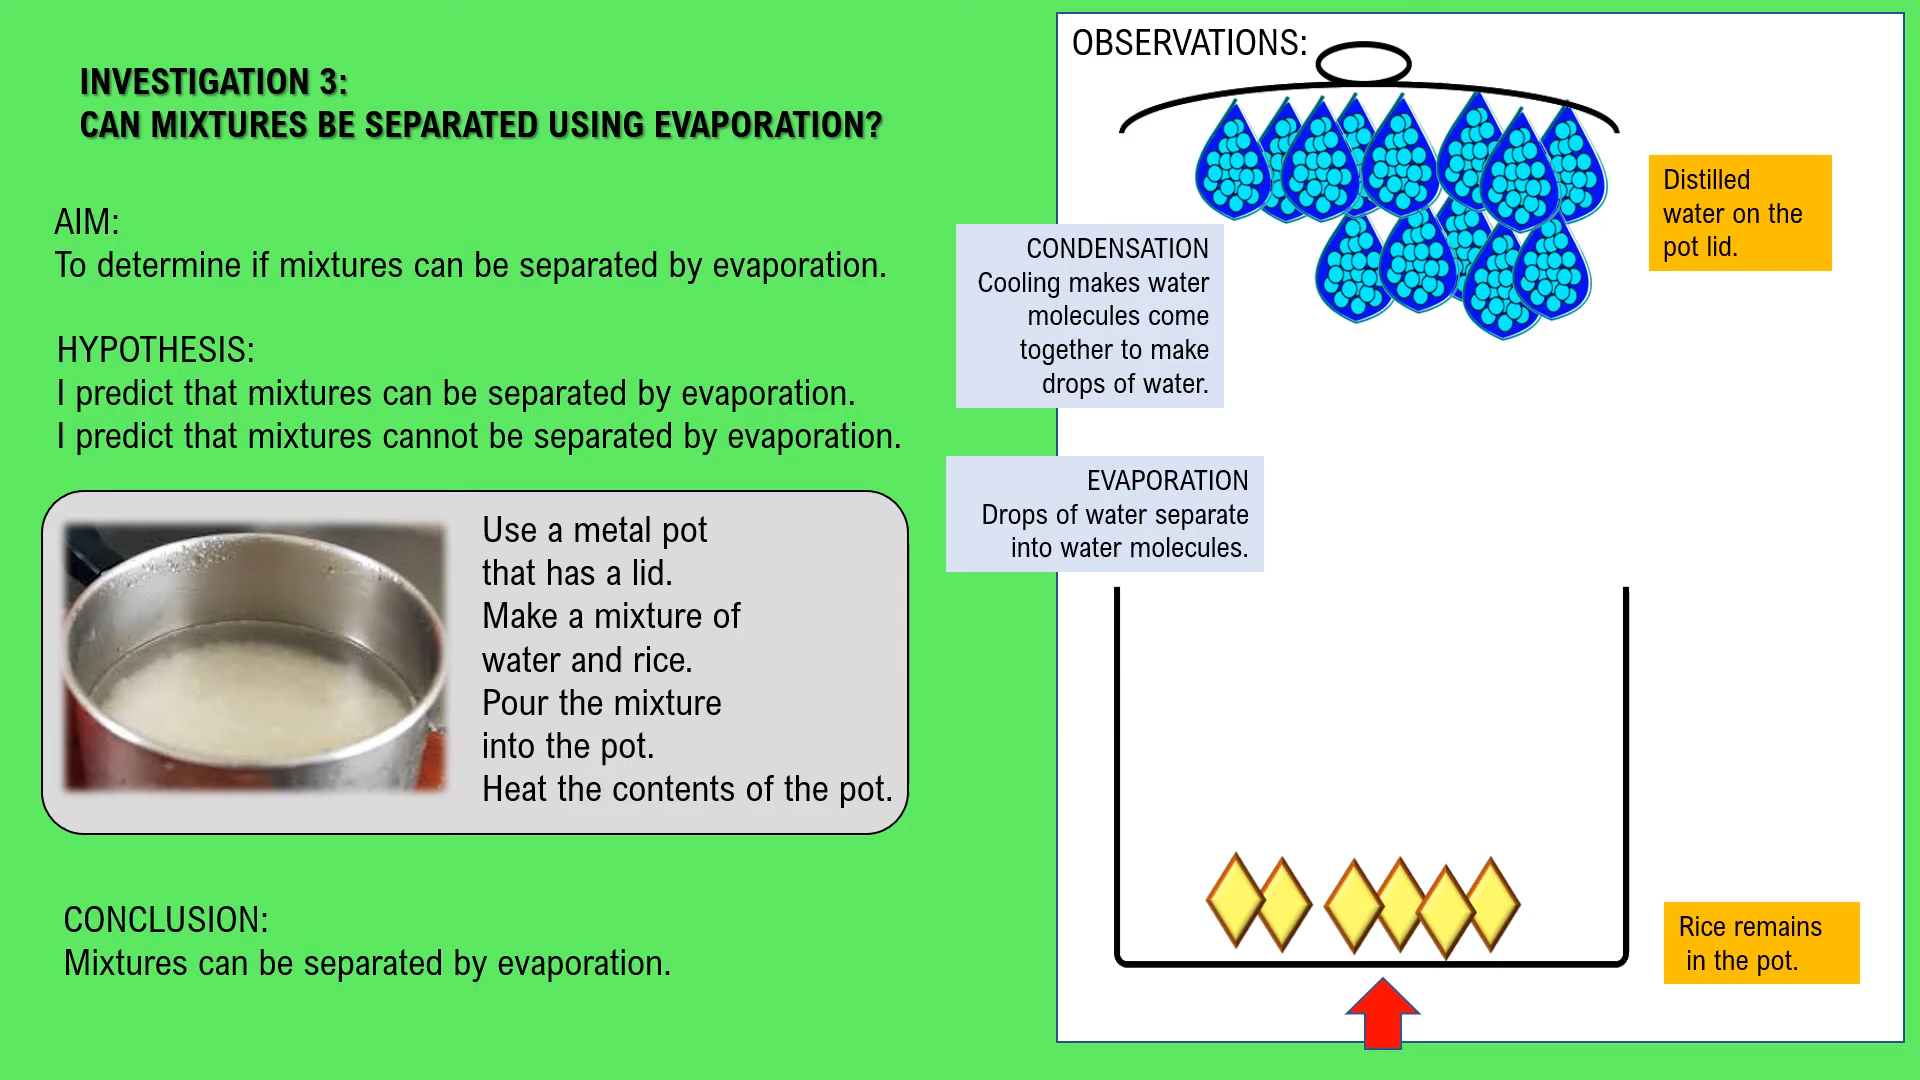 INVESTIGATION 3:
CAN MIXTURES BE SEPARATED USING EVAPORATION?
AIM:
To determine if mixtures can be separated by evaporation.
HYPOTHESIS:
I predict that mixtures can be separated by evaporation.
I predict that mixtures cannot be separated by evaporation.
Use a metal pot
that has a lid.
Make a mixture of
water and rice.
Pour the mixture
into the pot.
Heat the contents of the pot.
CONCLUSION:
Mixtures can be separated by evaporation.
OBSERVATIONS:
Distilled
water on the
pot lid.
CONDENSATION
Cooling makes water
molecules come
together to make
drops of water.
EVAPORATION
Drops of water separate
into water molecules.
Rice remains
in the pot.